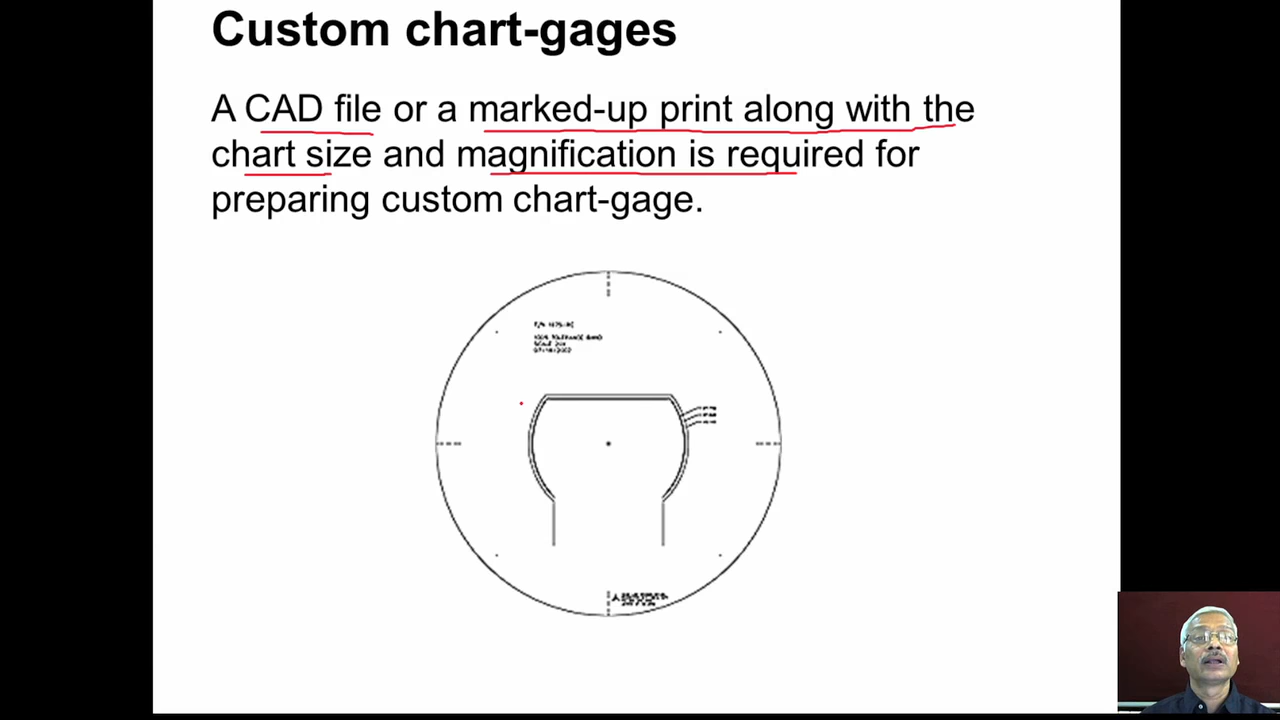 Custom chart-gages
A CAD file or a marked-up print along with the
chart size and magnification is required for
preparing custom chart-gage.